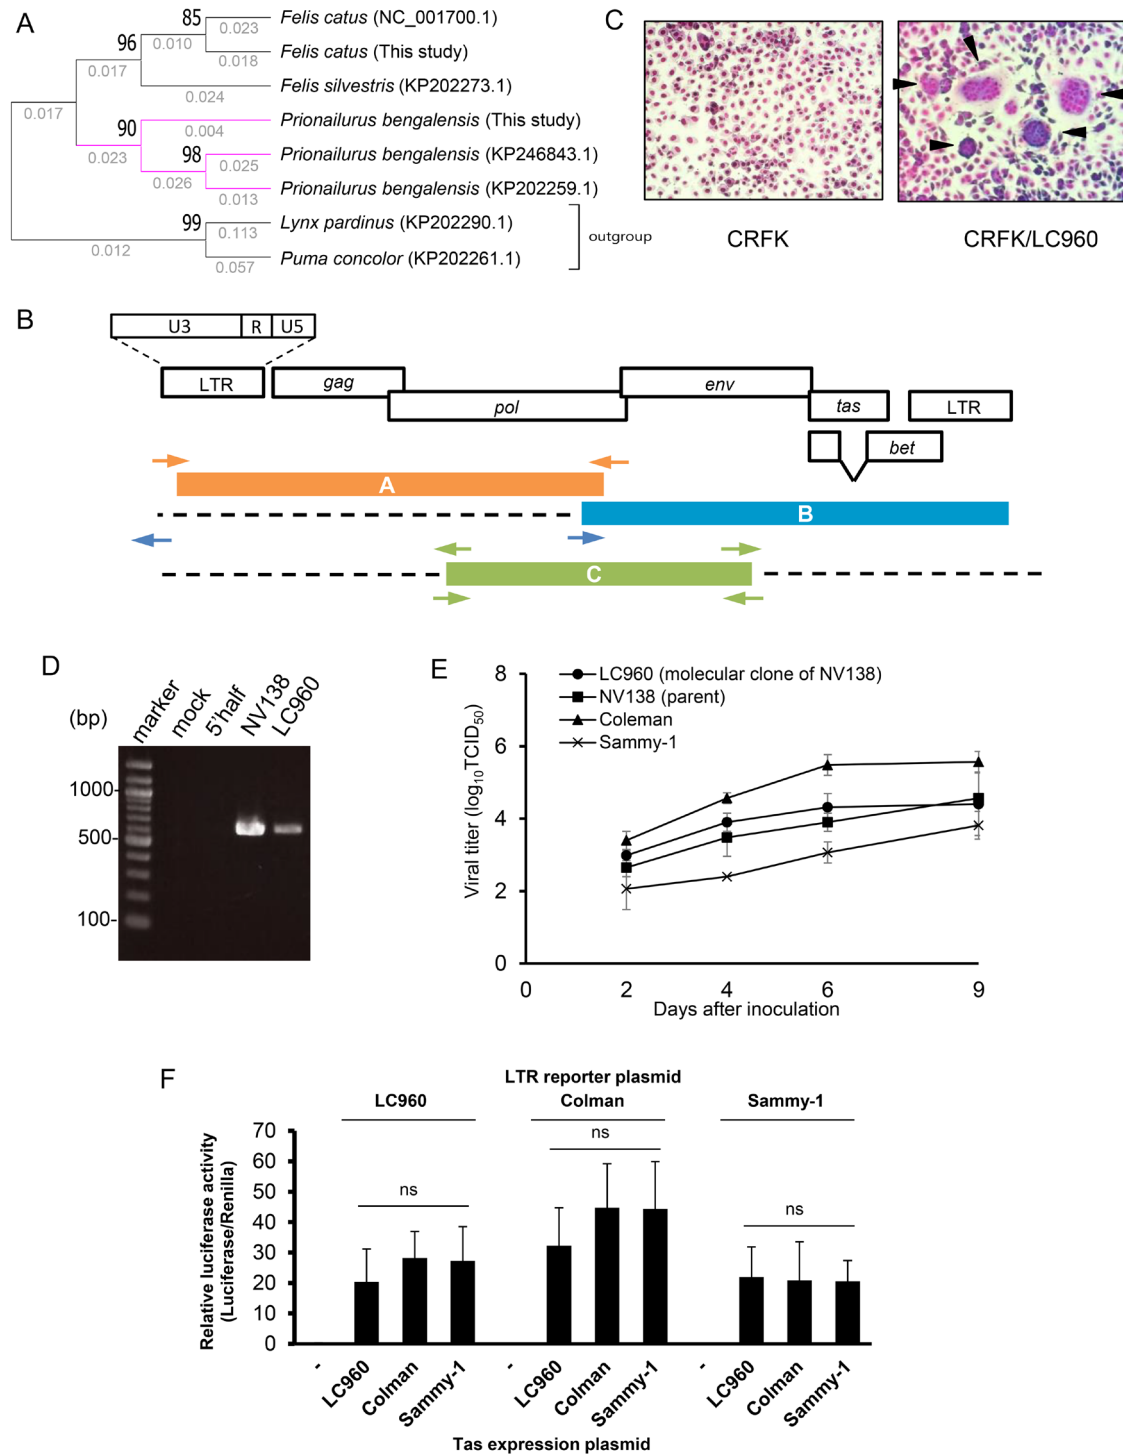 A
85
Felis catus (NC_001700.1)
0.023
96
0.010
Felis catus (This study)
0.018
0.017
Felis silvestris (KP202273.1)
0.024
0.017
90
Prionailurus bengalensis (This study)
0.004
0.023
98
Prionailurus bengalensis (KP246843.1)
0.025
0.026
Prionailurus bengalensis (KP202259.1)
0.013
99
Lynx pardinus (KP202290.1)
0.113
0.012
outgroup
Puma concolor (KP202261.1)
0.057
C
CRFK
CRFK/LC960
B
U3 R U5
LTR
gag
pol
env
tas
LTR
bet
A
B
C
D
(bp)
marker
mock
5'half
NV138
LC960
1000-
500-
100-
E
LC960 (molecular clone of NV138)
NV138 (parent)
Coleman
Sammy-1
Viral titer (log10TCID50)
8
6
4
2
0
0 2 4 6 9
Days after inoculation
F
LTR reporter plasmid
LC960 Colman Sammy-1
Relative luciferase activity
(Luciferase/Renilla)
70
60
50
40
30
20
10
0
ns
ns
ns
- LC960 Colman Sammy-1 - LC960 Colman Sammy-1 - LC960 Colman Sammy-1
Tas expression plasmid